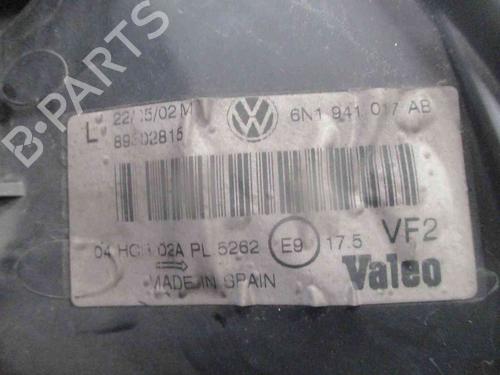 B-PARTS
L 22/05/02 M 6N1 941 017 AB
89302815
04 HCR 02A PL 5262 E9 17.5 VF2
MADE IN SPAIN Valeo